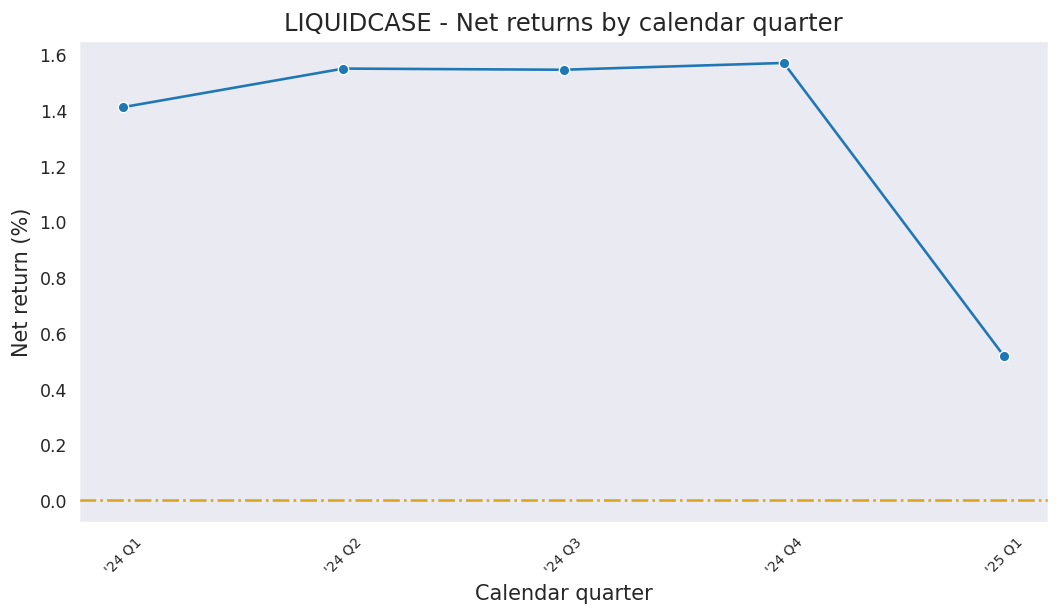 LIQUIDCASE - Net returns by calendar quarter
Net return (%)
1.6
1.4
1.2
1.0
0.8
0.6
0.4
0.2
0.0
'24 Q1
'24 Q2
'24 Q3
'24 Q4
'25 Q1
Calendar quarter